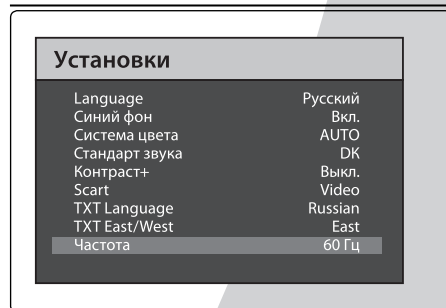 Установки
Language Русский
Синий фон Вкл.
Система цвета AUTO
Стандарт звука DK
Контраст+ Выкл.
Scart Video
TXT Language Russian
TXT East/West East
Частота 60 Гц